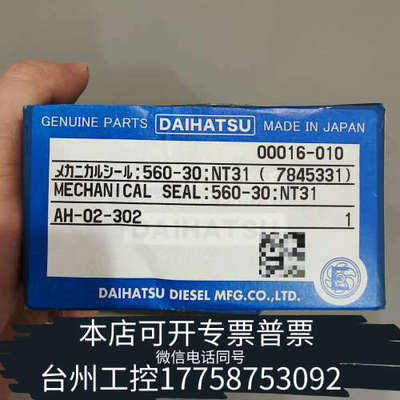 GENUINE PARTS DAIHATSU MADE IN JAPAN
00016-010
メカニカルシール:560-30:NT31 ( 7845331)
MECHANICAL SEAL:560-30:NT31
AH-02-302 1
DAIHATSU
DAIHATSU DIESEL MFG.CO.,LTD.
本店可开专票普票
微信电话同号
台州工控17758753092